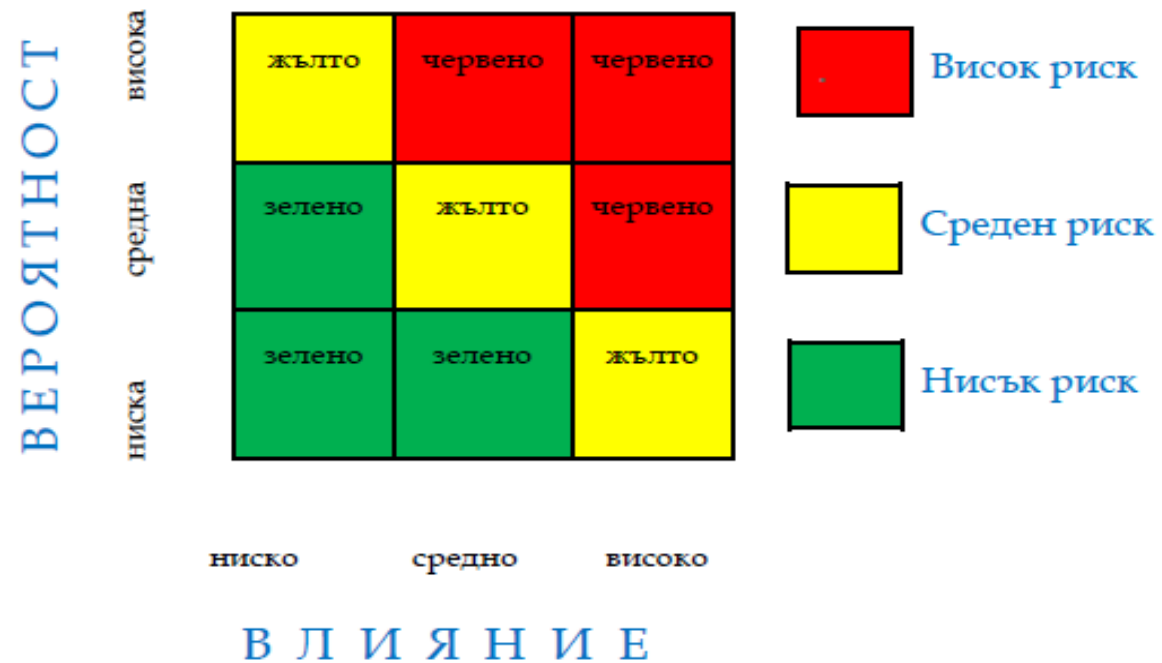 ВЕРОЯТНОСТ
висока
жълто червено червено
Висок риск
средна
зелено жълто червено
Среден риск
ниска
зелено зелено жълто
Нисък риск
ниско средно високо
ВЛИЯНИЕ